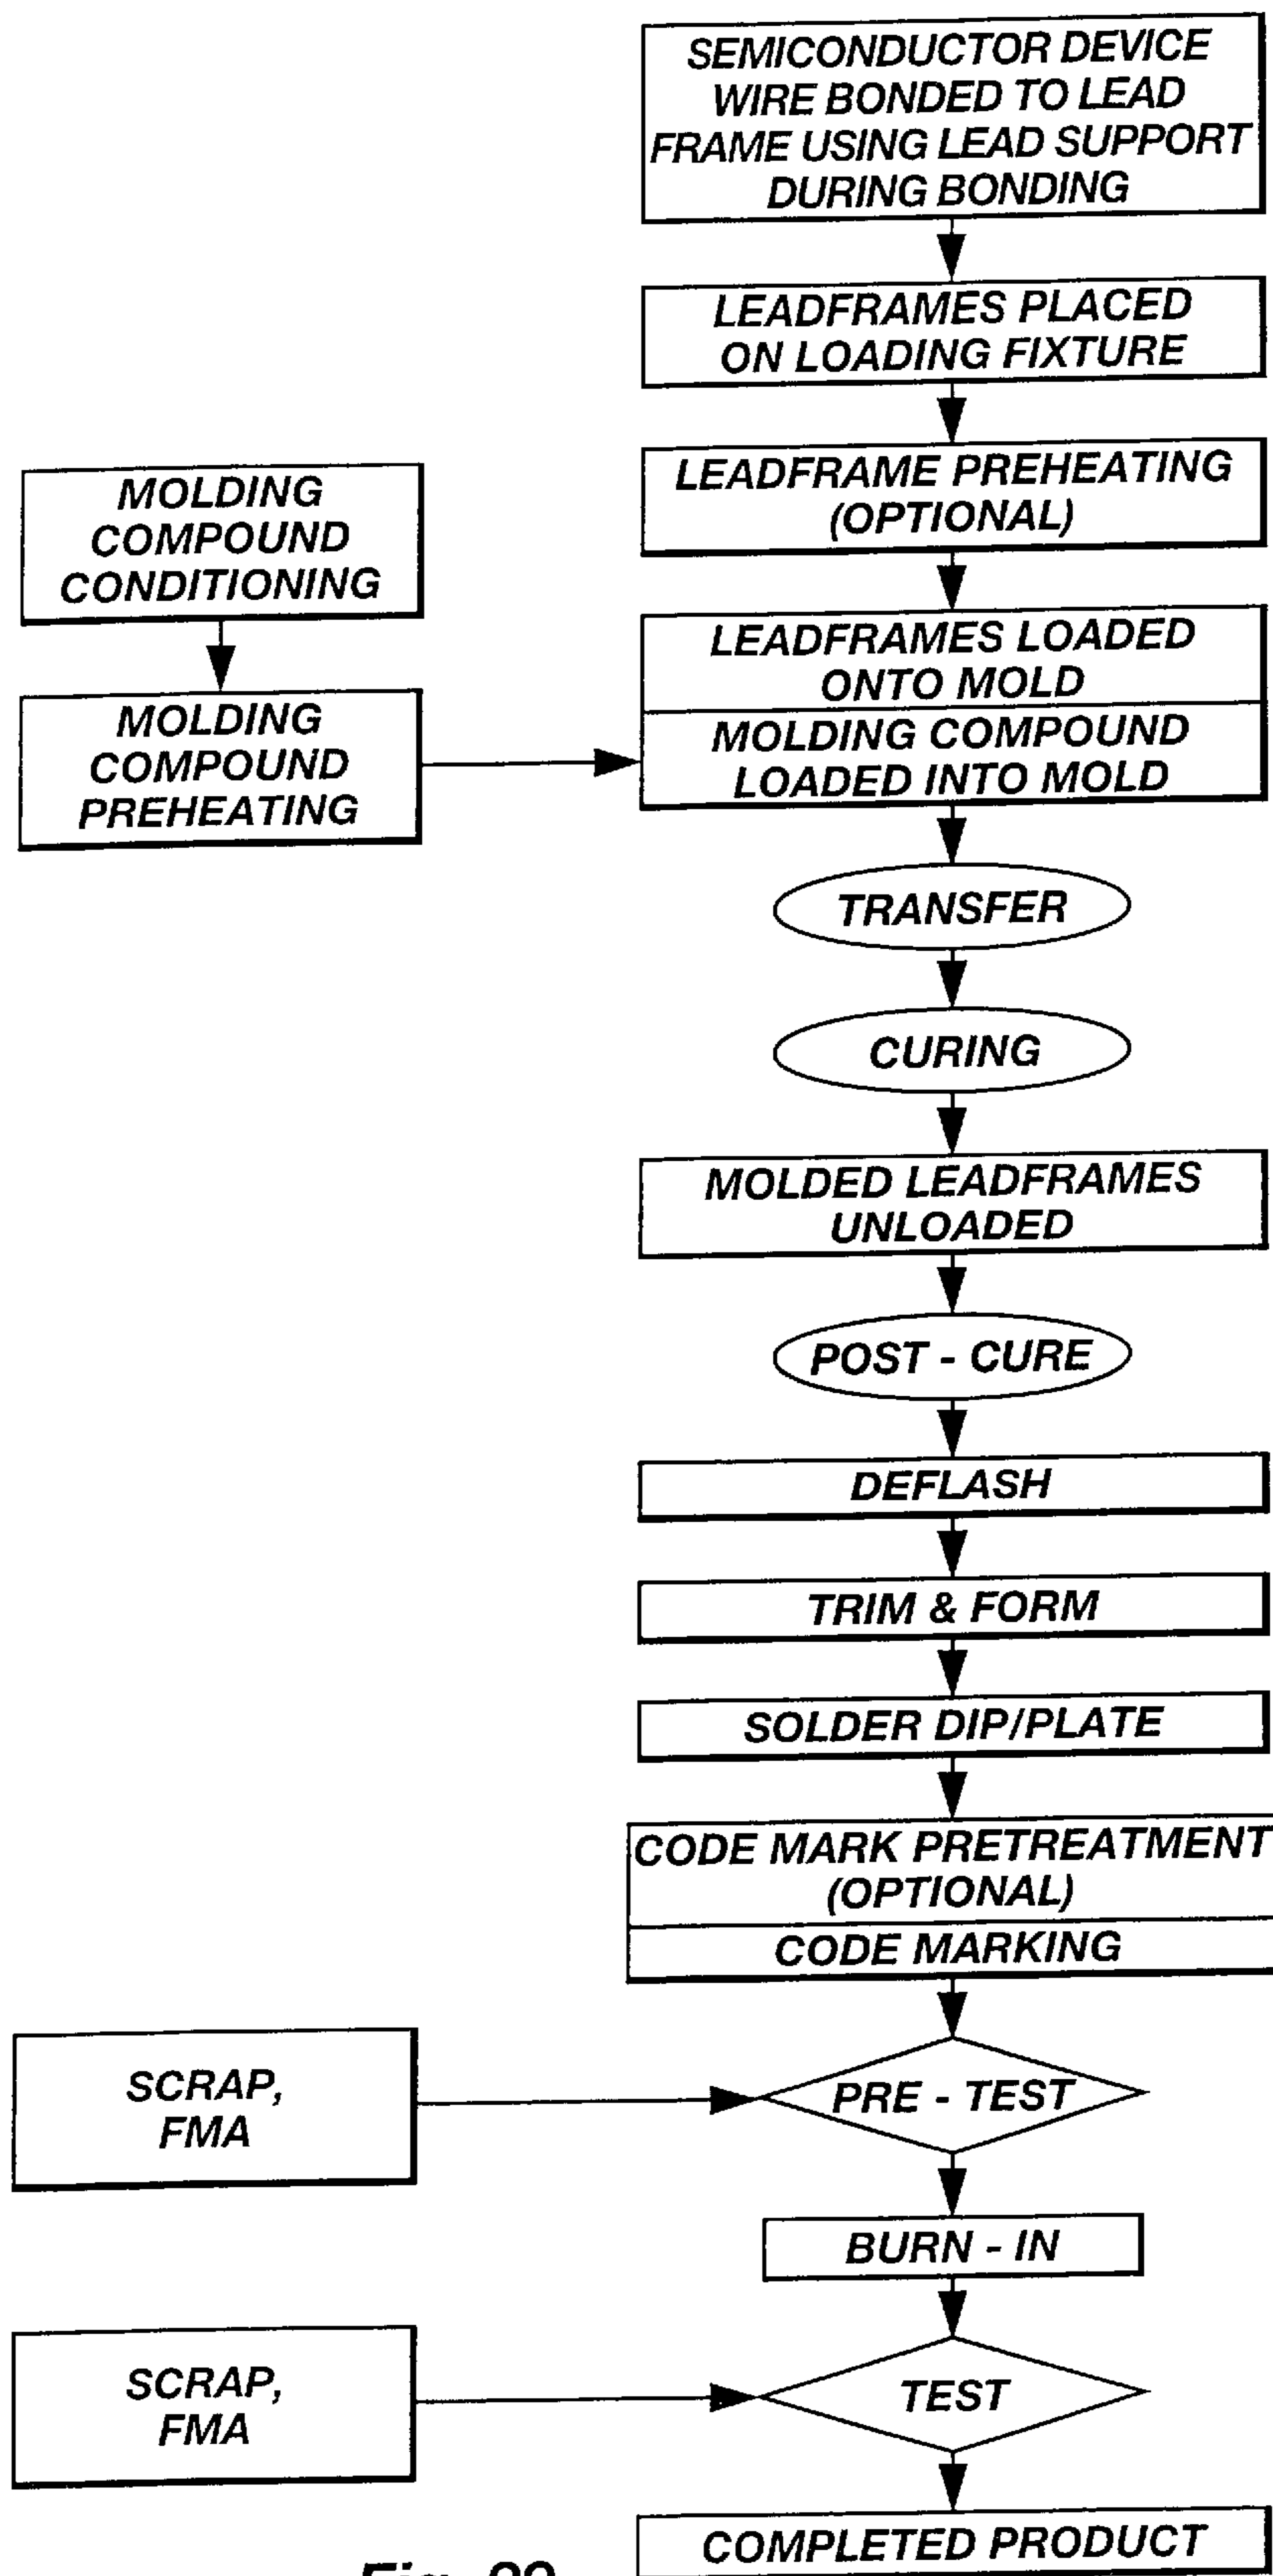 SEMICONDUCTOR DEVICE
WIRE BONDED TO LEAD
FRAME USING LEAD SUPPORT
DURING BONDING
LEADFRAMES PLACED
ON LOADING FIXTURE
LEADFRAME PREHEATING
(OPTIONAL)
MOLDING
COMPOUND
CONDITIONING
MOLDING
COMPOUND
PREHEATING
LEADFRAMES LOADED
ONTO MOLD
MOLDING COMPOUND
LOADED INTO MOLD
TRANSFER
CURING
MOLDED LEADFRAMES
UNLOADED
POST - CURE
DEFLASH
TRIM & FORM
SOLDER DIP/PLATE
CODE MARK PRETREATMENT
(OPTIONAL)
CODE MARKING
SCRAP,
FMA
PRE - TEST
BURN - IN
SCRAP,
FMA
TEST
COMPLETED PRODUCT
Fig.